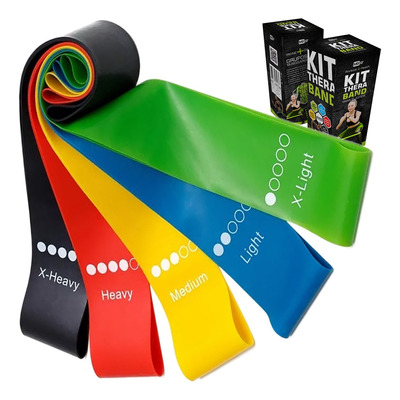 KIT
THERA
BAND
KIT
THERA
BAND
X-Light
Light
Medium
Heavy
X-Heavy